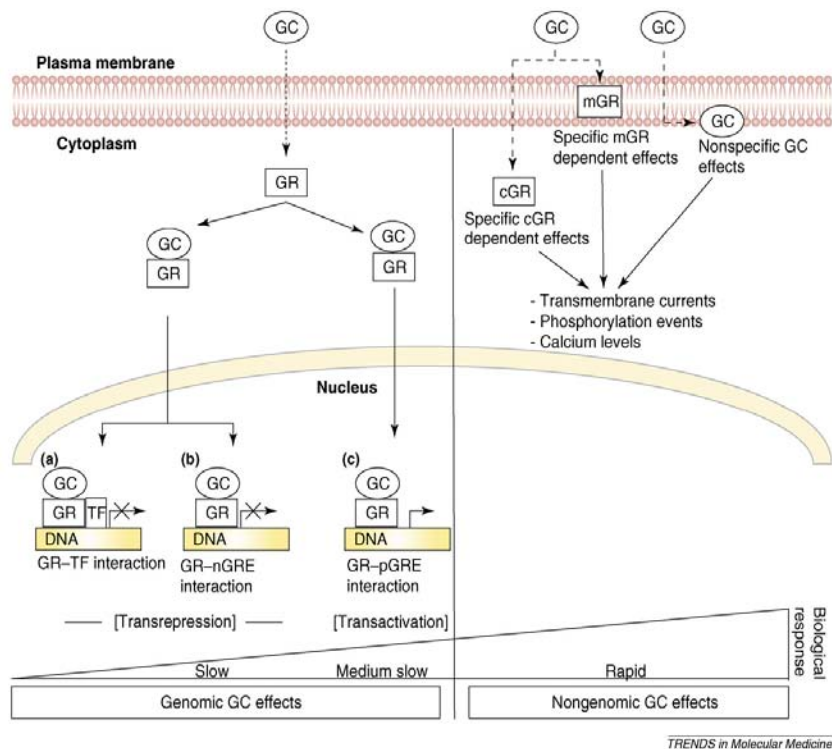 GC
GC
GC
Plasma membrane
mGR
GC
Cytoplasm
Specific mGR
dependent effects
Nonspecific GC
effects
GR
cGR
Specific cGR
dependent effects
GC
GR
GC
GR
- Transmembrane currents
- Phosphorylation events
- Calcium levels
Nucleus
(a)
GC
GR TF
DNA
GR–TF interaction
(b)
GC
GR
DNA
GR–nGRE
interaction
(c)
GC
GR
DNA
GR–pGRE
interaction
[Transrepression]
[Transactivation]
Biological
response
Slow
Medium slow
Rapid
Genomic GC effects
Nongenomic GC effects
TRENDS in Molecular Medicine